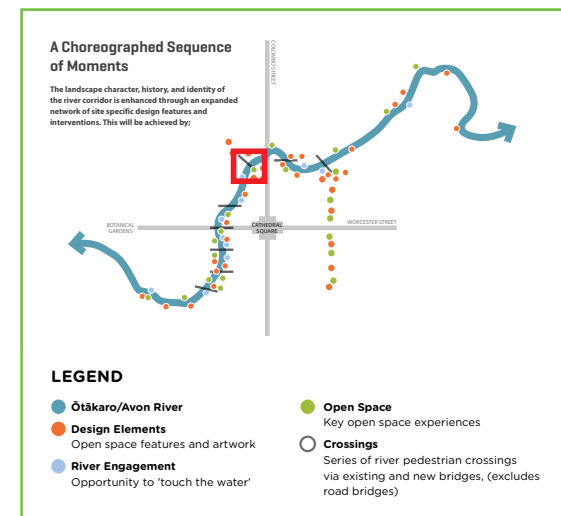 A Choreographed Sequence
of Moments
The landscape character, history, and identity of
the river corridor is enhanced through an expanded
network of site specific design features and
interventions. This will be achieved by;
COLOMBO STREET
BOTANICAL
GARDENS
CATHEDRAL
SQUARE
WORCESTER STREET
LEGEND
Ōtākaro/Avon River
Design Elements
Open space features and artwork
River Engagement
Opportunity to 'touch the water'
Open Space
Key open space experiences
Crossings
Series of river pedestrian crossings
via existing and new bridges, (excludes
road bridges)